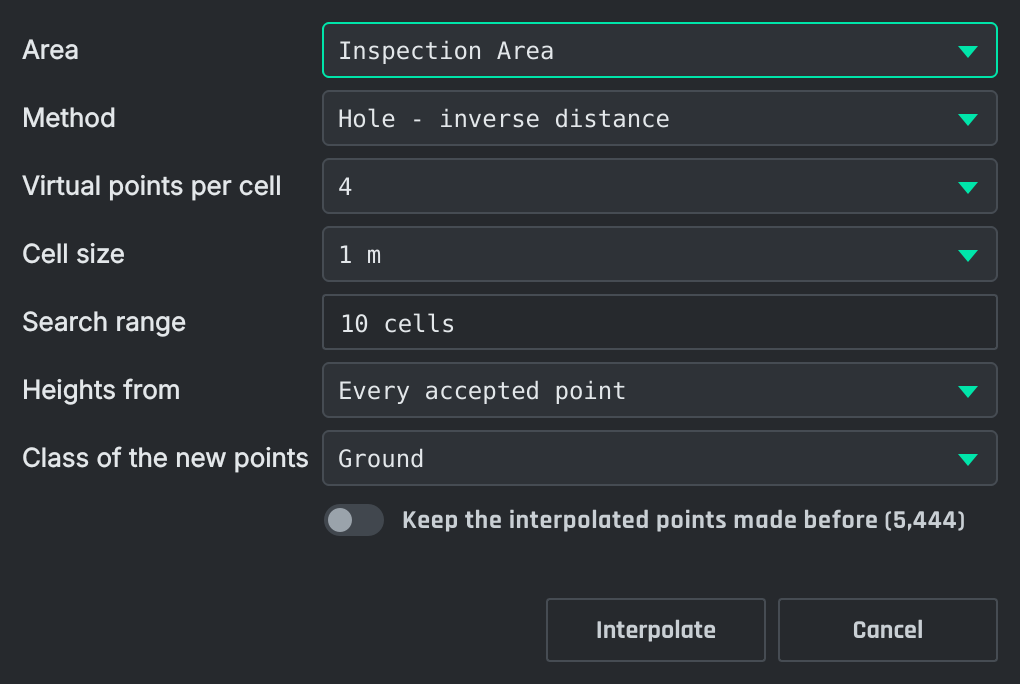 Area
Inspection Area
Method
Hole - inverse distance
Virtual points per cell
4
Cell size
1 m
Search range
10 cells
Heights from
Every accepted point
Class of the new points
Ground
Keep the interpolated points made before (5,444)
Interpolate
Cancel